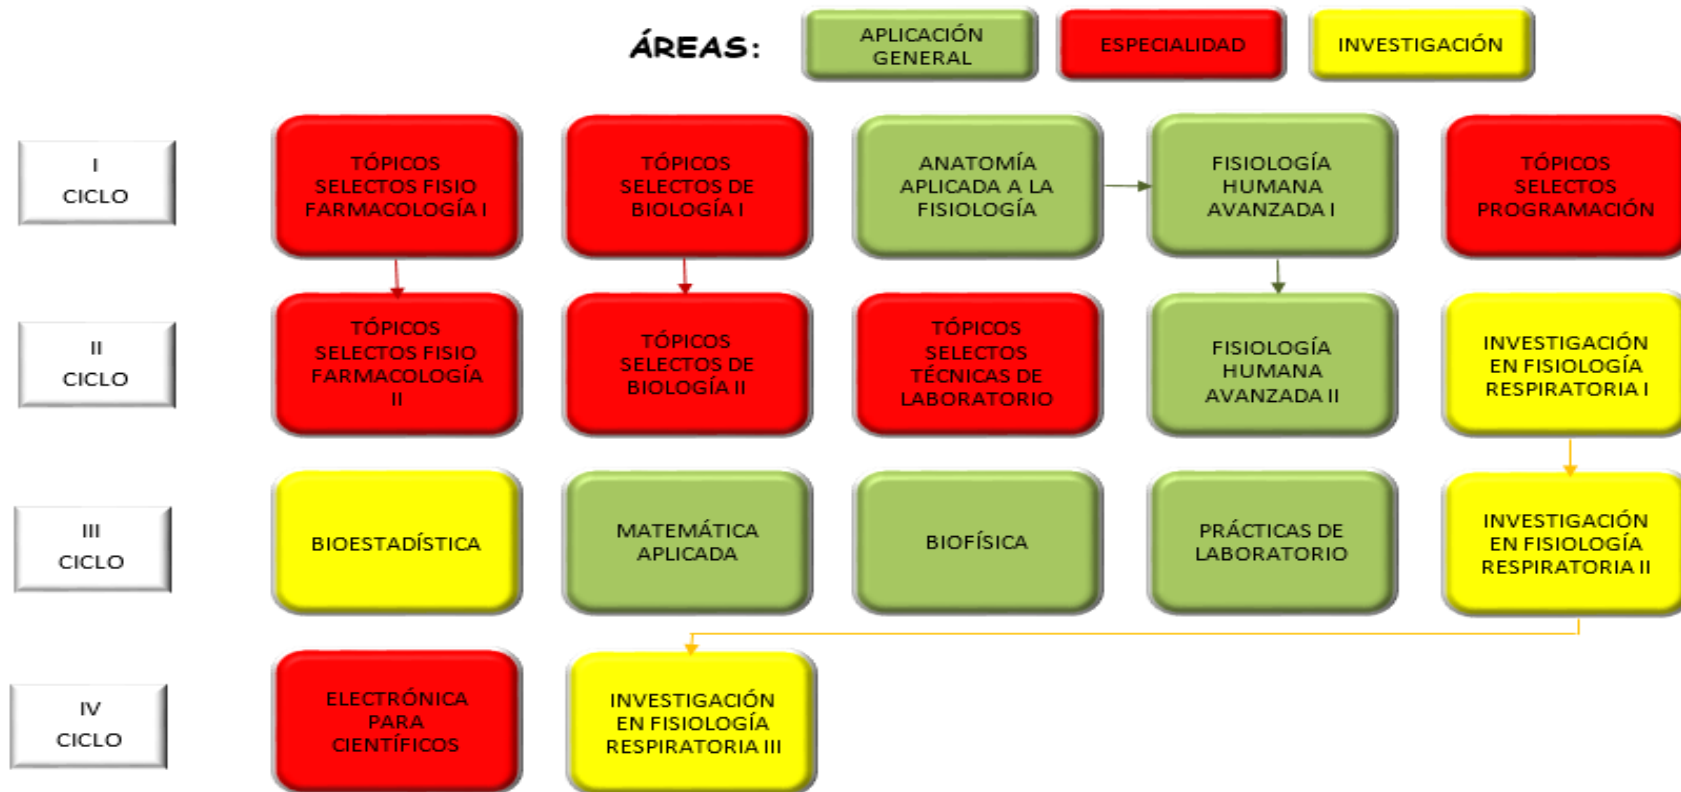 ÁREAS:
APLICACIÓN
GENERAL
ESPECIALIDAD
INVESTIGACIÓN
I
CICLO
TÓPICOS
SELECTOS FISIO
FARMACOLOGÍA I
TÓPICOS
SELECTOS DE
BIOLOGÍA I
ANATOMÍA
APLICADA A LA
FISIOLOGÍA
FISIOLOGÍA
HUMANA
AVANZADA I
TÓPICOS
SELECTOS
PROGRAMACIÓN
II
CICLO
TÓPICOS
SELECTOS FISIO
FARMACOLOGÍA
II
TÓPICOS
SELECTOS DE
BIOLOGÍA II
TÓPICOS
SELECTOS
TÉCNICAS DE
LABORATORIO
FISIOLOGÍA
HUMANA
AVANZADA II
INVESTIGACIÓN
EN FISIOLOGÍA
RESPIRATORIA I
III
CICLO
BIOESTADÍSTICA
MATEMÁTICA
APLICADA
BIOFÍSICA
PRÁCTICAS DE
LABORATORIO
INVESTIGACIÓN
EN FISIOLOGÍA
RESPIRATORIA II
IV
CICLO
ELECTRÓNICA
PARA
CIENTÍFICOS
INVESTIGACIÓN
EN FISIOLOGÍA
RESPIRATORIA III